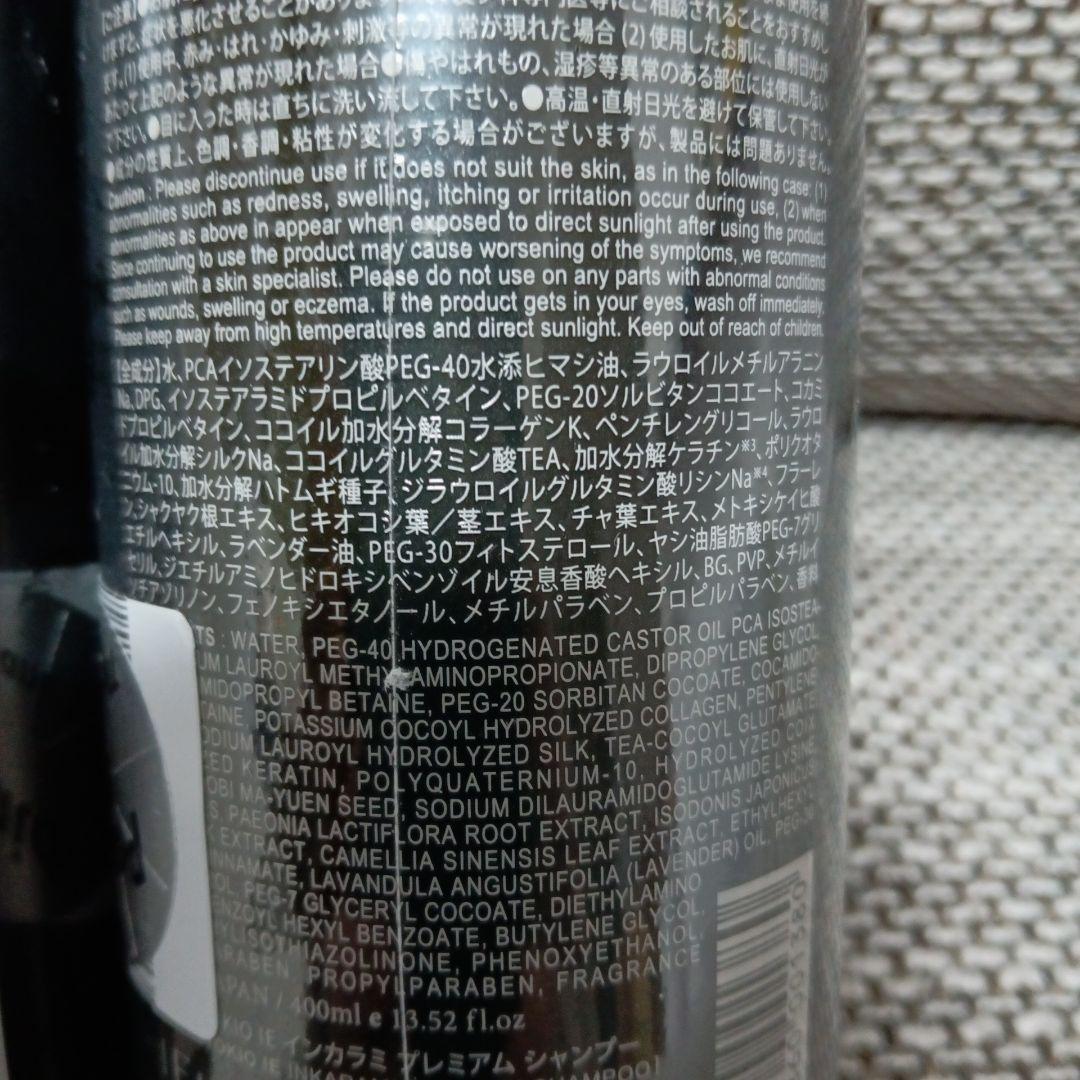 【ご注意】
す。(1)使用中、赤み・はれ・かゆみ・刺激等の異常が現れた場合(2)使用したお肌に、直射日光が
あたって上記のような異常が現れた場合●傷やはれもの、湿疹等異常のある部位には使用しない
下さい。●目に入った時は直ちに洗い流して下さい。●高温・直射日光を避けて保管して下さい。
●成分の性質上、色調・香調・粘性が変化する場合がございますが、製品には問題ありません。
Caution : Please discontinue use if it does not suit the skin, as in the following case: (1)
abnormalities such as redness, swelling, itching or irritation occur during use, (2) when
abnormalities as above in appear when exposed to direct sunlight after using the product.
Since continuing to use the product may cause worsening of the symptoms, we recommend
consultation with a skin specialist. Please do not use on any parts with abnormal conditions
such as wounds, swelling or eczema. If the product gets in your eyes, wash off immediately.
Please keep away from high temperatures and direct sunlight. Keep out of reach of children.
【全成分】水、PCAイソステアリン酸PEG-40水添ヒマシ油、ラウロイルメチルアラニン
Na、DPG、イソステアラミドプロピルベタイン、PEG-20ソルビタンココエート、コカミ
ドプロピルベタイン、ココイル加水分解コラーゲンK、ペンチレングリコール、ラウロ
イル加水分解シルクNa、ココイルグルタミン酸TEA、加水分解ケラチン※3、ポリクオタ
ニウム-10、加水分解ハトムギ種子、ジラウロイルグルタミン酸リシンNa※4、フラーレ
ン、シャクヤク根エキス、ヒキオコシ葉/茎エキス、チャ葉エキス、メトキシケイヒ酸
エチルヘキシル、ラベンダー油、PEG-30フィトステロール、ヤシ油脂肪酸PEG-7グリ
セリル、ジエチルアミノヒドロキシベンゾイル安息香酸ヘキシル、BG、PVP、メチルイ
ソチアゾリノン、フェノキシエタノール、メチルパラベン、プロピルパラベン、香料
TS : WATER, PEG-40 HYDROGENATED CASTOR OIL PCA ISOSTEA-
UM LAUROYL METHYLAMINOPROPIONATE, DIPROPYLENE GLYCOL,
MIDOPROPYL BETAINE, PEG-20 SORBITAN COCOATE, COCAMIDO-
TAINE, POTASSIUM COCOYL HYDROLYZED COLLAGEN, PENTYLENE
ODIUM LAUROYL HYDROLYZED SILK, TEA-COCOYL GLUTAMATE,
ED KERATIN, POLYQUATERNIUM-10, HYDROLYZED COIX
OBI MA-YUEN SEED, SODIUM DILAURAMIDOGLUTAMIDE LYSINE,
S, PAEONIA LACTIFLORA ROOT EXTRACT, ISODONIS JAPONICUS
K EXTRACT, CAMELLIA SINENSIS LEAF EXTRACT, ETHYLHEXYL
NNAMATE, LAVANDULA ANGUSTIFOLIA (LAVENDER) OIL, PEG-
OL, PEG-7 GLYCERYL COCOATE, DIETHYLAMINO
NZOYL HEXYL BENZOATE, BUTYLENE GLYCOL,
YLISOTHIAZOLINONE, PHENOXYETHANOL,
ARABEN, PROPYLPARABEN, FRAGRANCE
APAN / 400ml e 13.52 fl.oz
KIO IE インカラミ プレミアム シャンプー